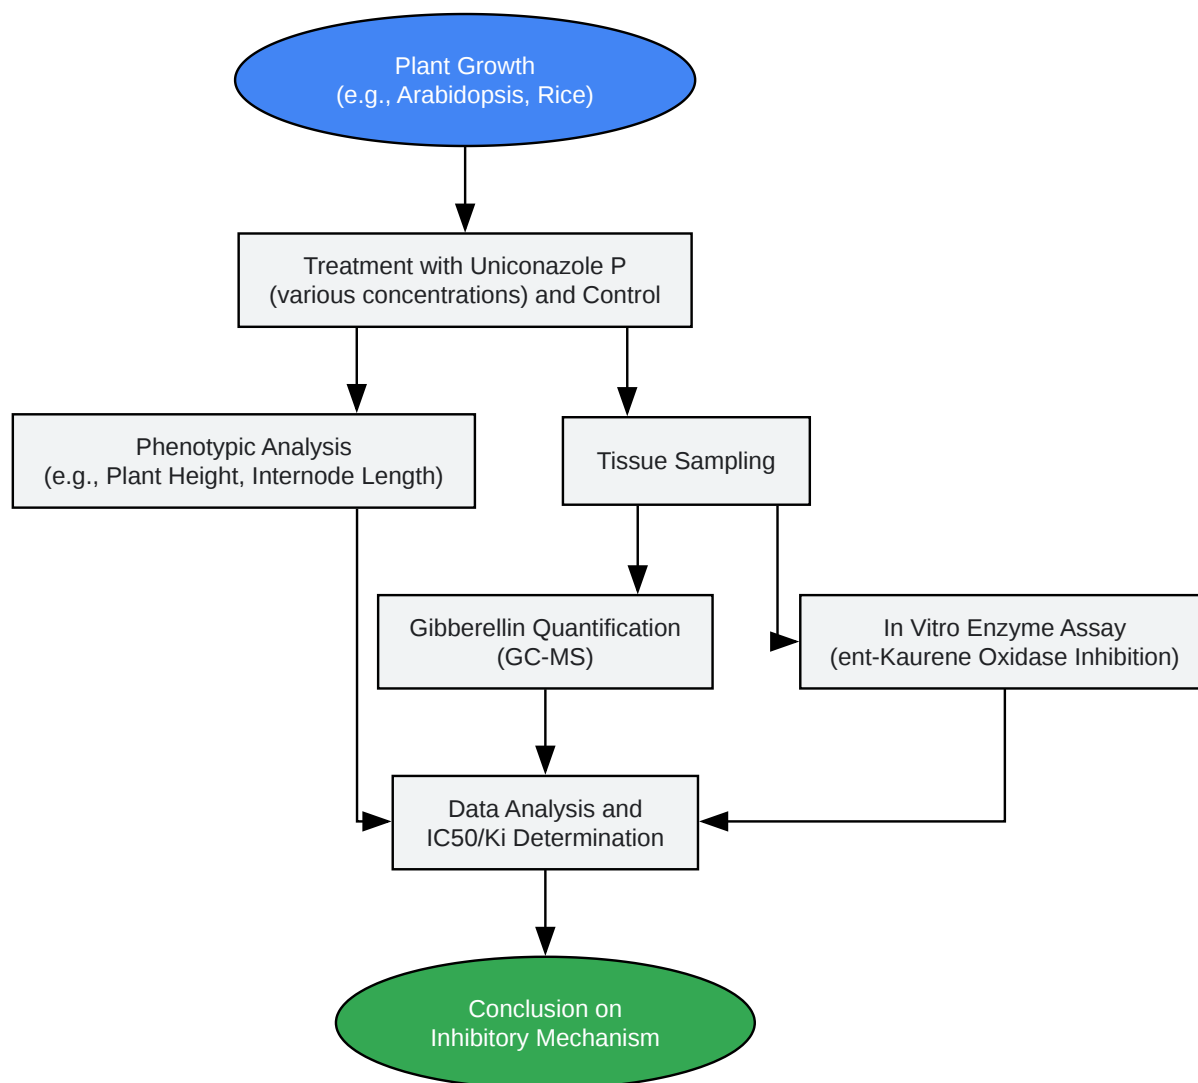 Plant Growth
(e.g., Arabidopsis, Rice)
Treatment with Uniconazole P
(various concentrations) and Control
Phenotypic Analysis
(e.g., Plant Height, Internode Length)
Tissue Sampling
Gibberellin Quantification
(GC-MS)
In Vitro Enzyme Assay
(ent-Kaurene Oxidase Inhibition)
Data Analysis and
IC50/Ki Determination
Conclusion on
Inhibitory Mechanism